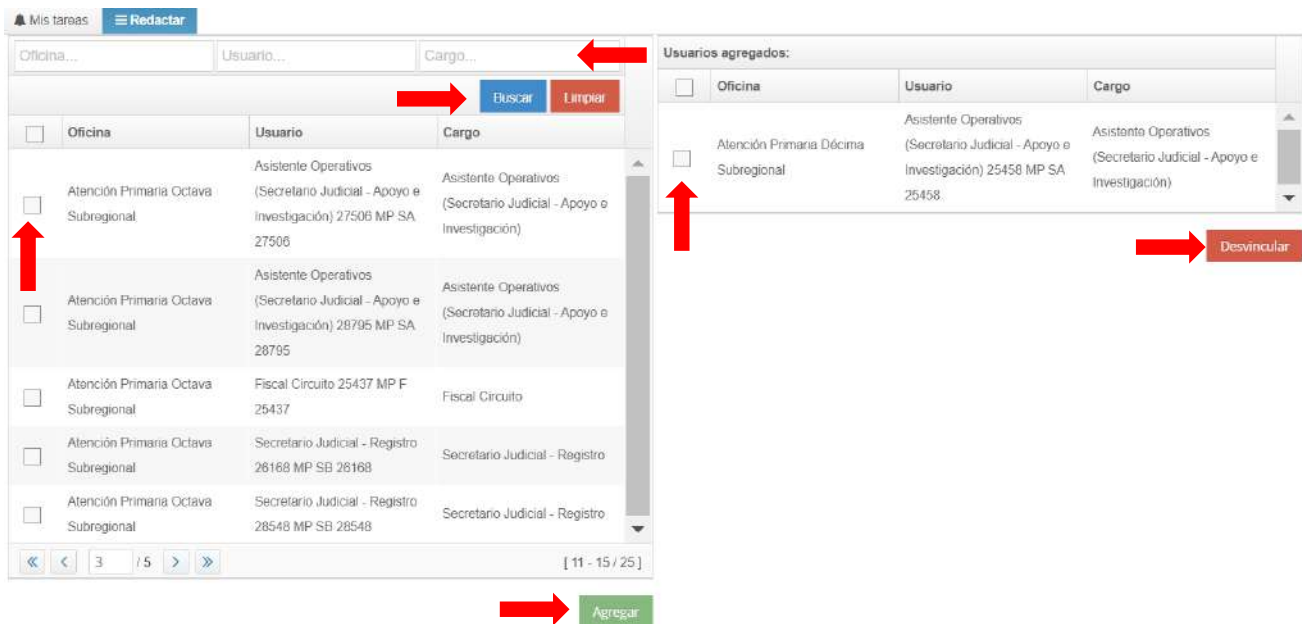 Mis tareas
Redactar
Oficina...
Usuario...
Cargo...
Buscar
Limpiar
Oficina
Usuario
Cargo
Atención Primaria Octava
Subregional
Asistente Operativos
(Secretario Judicial - Apoyo e
Investigación) 27506 MP SA
27506
Asistente Operativos
(Secretario Judicial - Apoyo e
Investigación)
Atención Primaria Octava
Subregional
Asistente Operativos
(Secretario Judicial - Apoyo e
Investigación) 28795 MP SA
28795
Asistente Operativos
(Secretario Judicial - Apoyo e
Investigación)
Atención Primaria Octava
Subregional
Fiscal Circuito 25437 MP F
25437
Fiscal Circuito
Atención Primaria Octava
Subregional
Secretario Judicial - Registro
26168 MP SB 26168
Secretario Judicial - Registro
Atención Primaria Octava
Subregional
Secretario Judicial - Registro
28548 MP SB 28548
Secretario Judicial - Registro
3 / 5
[ 11 - 15 / 25 ]
Agregar
Usuarios agregados:
Oficina
Usuario
Cargo
Atención Primaria Décima
Subregional
Asistente Operativos
(Secretario Judicial - Apoyo e
Investigación) 25458 MP SA
25458
Asistente Operativos
(Secretario Judicial - Apoyo e
Investigación)
Desvincular